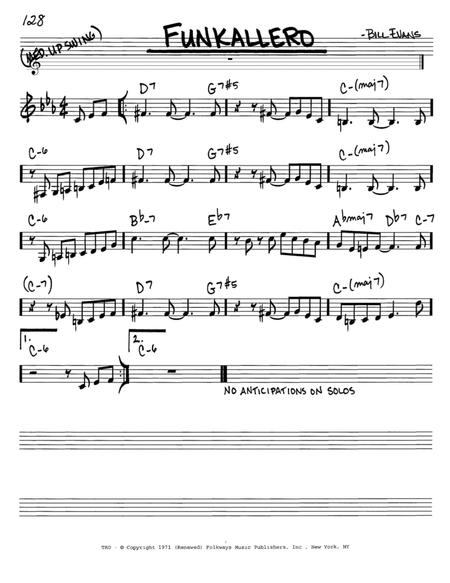 128
FUNKALLERO
-BILL EVANS
(MED. UP SWING)
D7 G7#5 C-(maj7)
C-6 D7 G7#5 C-(maj7)
C-6 Bb-7 Eb7 Abmaj7 Db7 C-7
(C-7) D7 G7#5 C-(maj7)
1. 2.
C-6 C-6
NO ANTICIPATIONS ON SOLOS
TRO - © Copyright 1971 (Renewed) Folkways Music Publishers, Inc., New York, NY